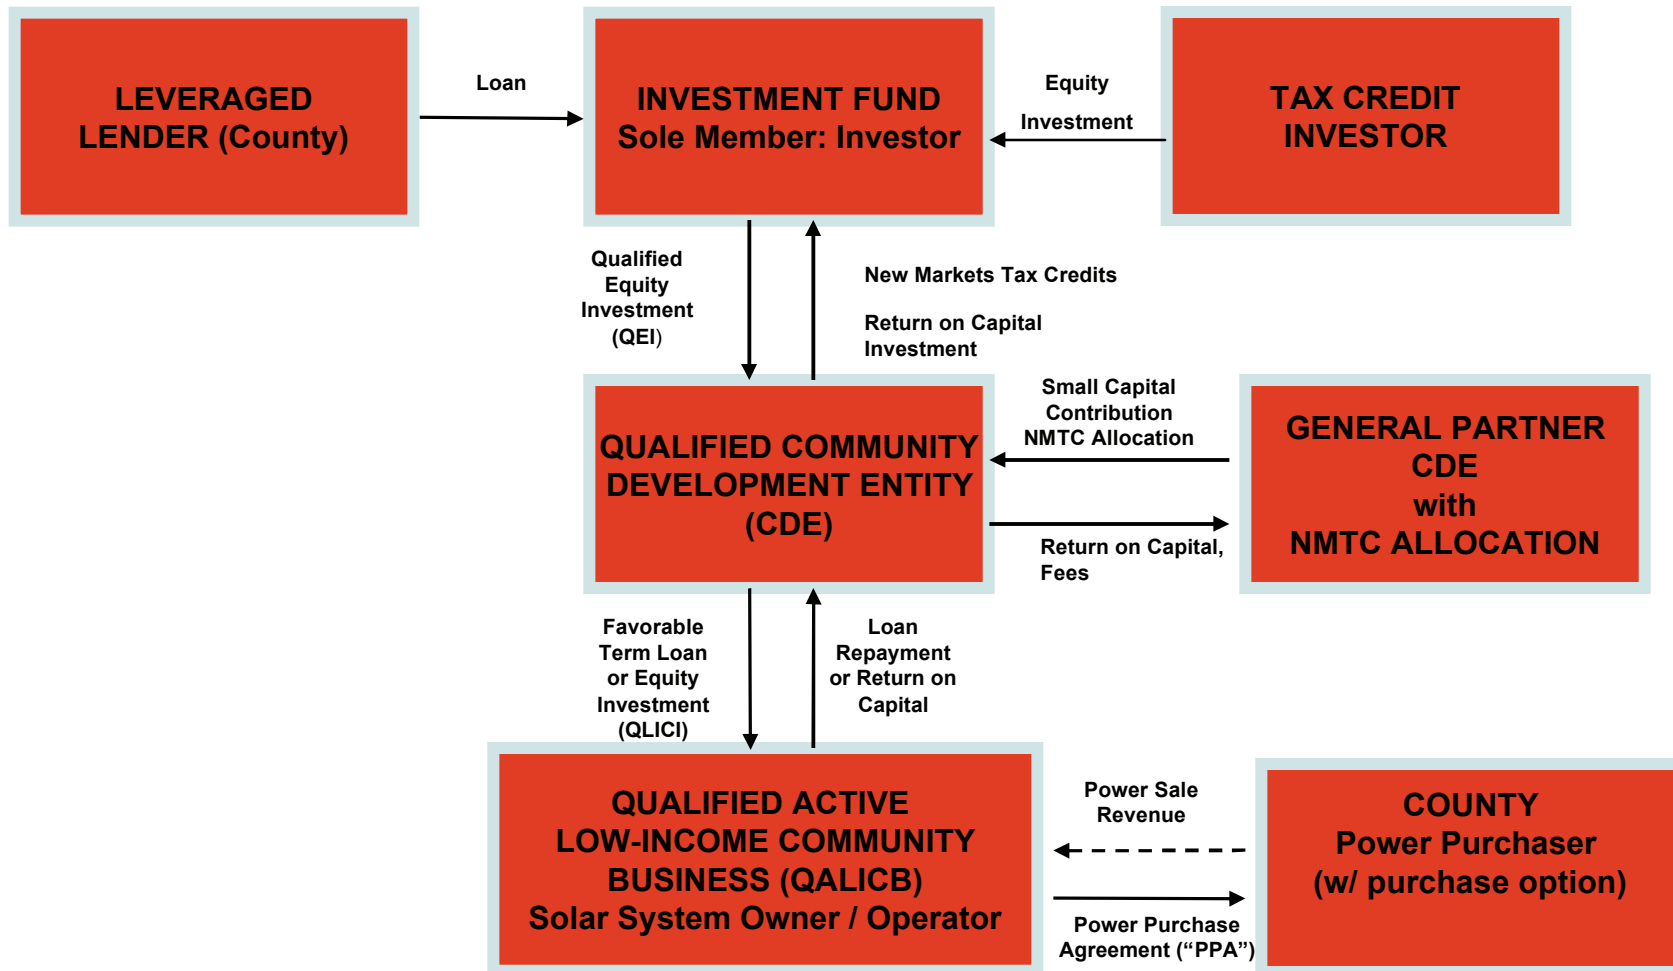 LEVERAGED
LENDER (County)
Loan
INVESTMENT FUND
Sole Member: Investor
Equity
Investment
TAX CREDIT
INVESTOR
Qualified
Equity
Investment
(QEI)
New Markets Tax Credits
Return on Capital
Investment
QUALIFIED COMMUNITY
DEVELOPMENT ENTITY
(CDE)
Small Capital
Contribution
NMTC Allocation
Return on Capital,
Fees
GENERAL PARTNER
CDE
with
NMTC ALLOCATION
Favorable
Term Loan
or Equity
Investment
(QLICI)
Loan
Repayment
or Return on
Capital
QUALIFIED ACTIVE
LOW-INCOME COMMUNITY
BUSINESS (QALICB)
Solar System Owner / Operator
Power Sale
Revenue
Power Purchase
Agreement (“PPA”)
COUNTY
Power Purchaser
(w/ purchase option)